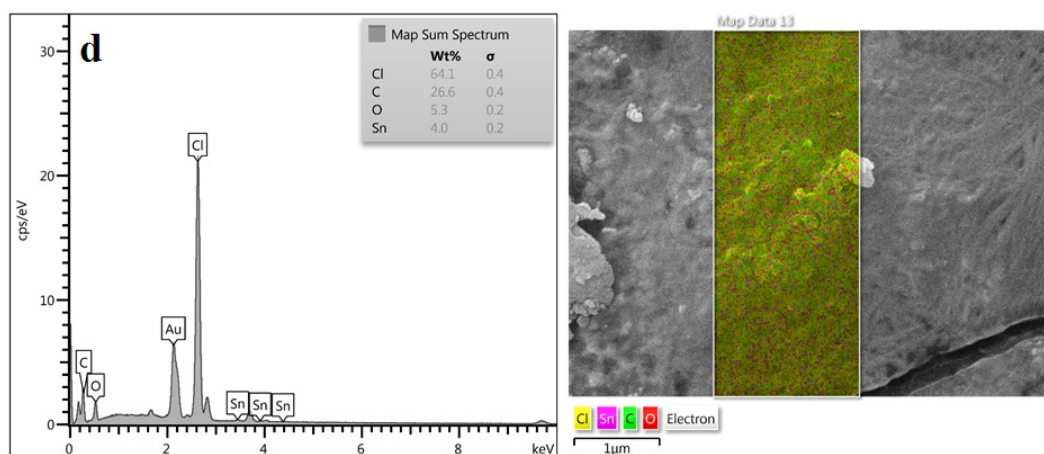 d
Map Sum Spectrum
Wt% σ
Cl 64.1 0.4
C 26.6 0.4
O 5.3 0.2
Sn 4.0 0.2
30
20
10
0
cps/eV
C
O
Au
Cl
Sn
Sn
Sn
0 2 4 6 8 keV
Map Data 13
Cl Sn C O Electron
1µm